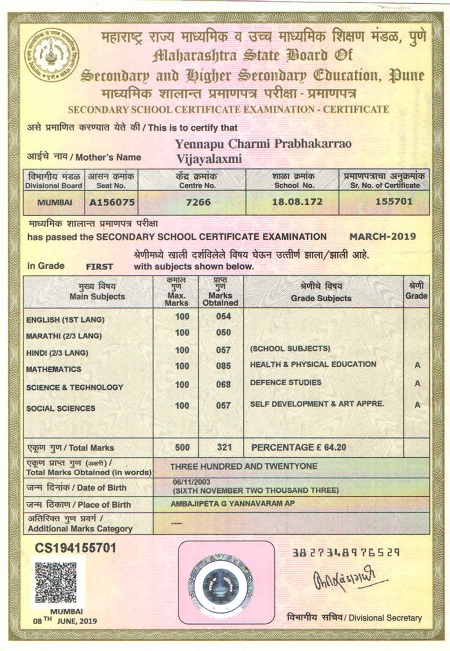 महाराष्ट्र राज्य माध्यमिक व उच्च माध्यमिक शिक्षण मंडळ, पुणे
Maharashtra State Board Of
Secondary and Higher Secondary Education, Pune
माध्यमिक शालान्त प्रमाणपत्र परीक्षा - प्रमाणपत्र
SECONDARY SCHOOL CERTIFICATE EXAMINATION - CERTIFICATE
असे प्रमाणित करण्यात येते की / This is to certify that
Yennapu Charmi Prabhakarrao
आईचे नाव / Mother's Name Vijayalaxmi
विभागीय मंडळ आसन क्रमांक केंद्र क्रमांक शाळा क्रमांक प्रमाणपत्राचा अनुक्रमांक
Divisional Board Seat No. Centre No. School No. Sr. No. of Certificate
MUMBAI A156075 7266 18.08.172 155701
माध्यमिक शालान्त प्रमाणपत्र परीक्षा
has passed the SECONDARY SCHOOL CERTIFICATE EXAMINATION MARCH-2019
श्रेणीमध्ये खाली दर्शविलेले विषय घेऊन उत्तीर्ण झाला/झाली आहे.
in Grade FIRST with subjects shown below.
मुख्य विषय कमाल गुण प्राप्त गुण श्रेणीचे विषय श्रेणी
Main Subjects Max. Marks Marks Obtained Grade Subjects Grade
ENGLISH (1ST LANG) 100 054
MARATHI (2/3 LANG) 100 050
HINDI (2/3 LANG) 100 057 (SCHOOL SUBJECTS)
MATHEMATICS 100 085 HEALTH & PHYSICAL EDUCATION A
SCIENCE & TECHNOLOGY 100 068 DEFENCE STUDIES A
SOCIAL SCIENCES 100 057 SELF DEVELOPMENT & ART APPRE. A
एकूण गुण / Total Marks 500 321 PERCENTAGE £ 64.20
एकूण प्राप्त गुण (अक्षरी) /
Total Marks Obtained (in words) THREE HUNDRED AND TWENTYONE
जन्म दिनांक / Date of Birth 06/11/2003
(SIXTH NOVEMBER TWO THOUSAND THREE)
जन्म ठिकाण / Place of Birth AMBAJIPETA G YANNAVARAM AP
अतिरिक्त गुण प्रवर्ग /
Additional Marks Category ----
CS194155701
3827348976529
MUMBAI
08TH JUNE, 2019
विभागीय सचिव / Divisional Secretary